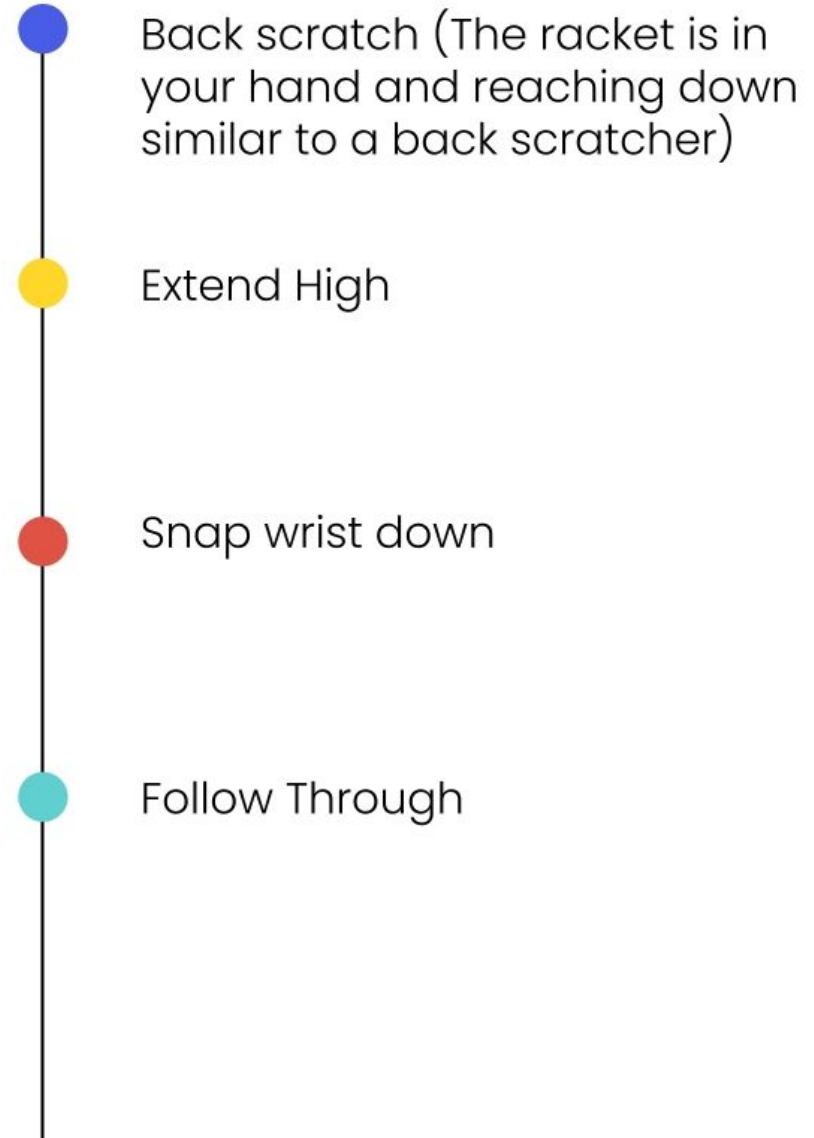 Back scratch (The racket is in
your hand and reaching down
similar to a back scratcher)
Extend High
Snap wrist down
Follow Through